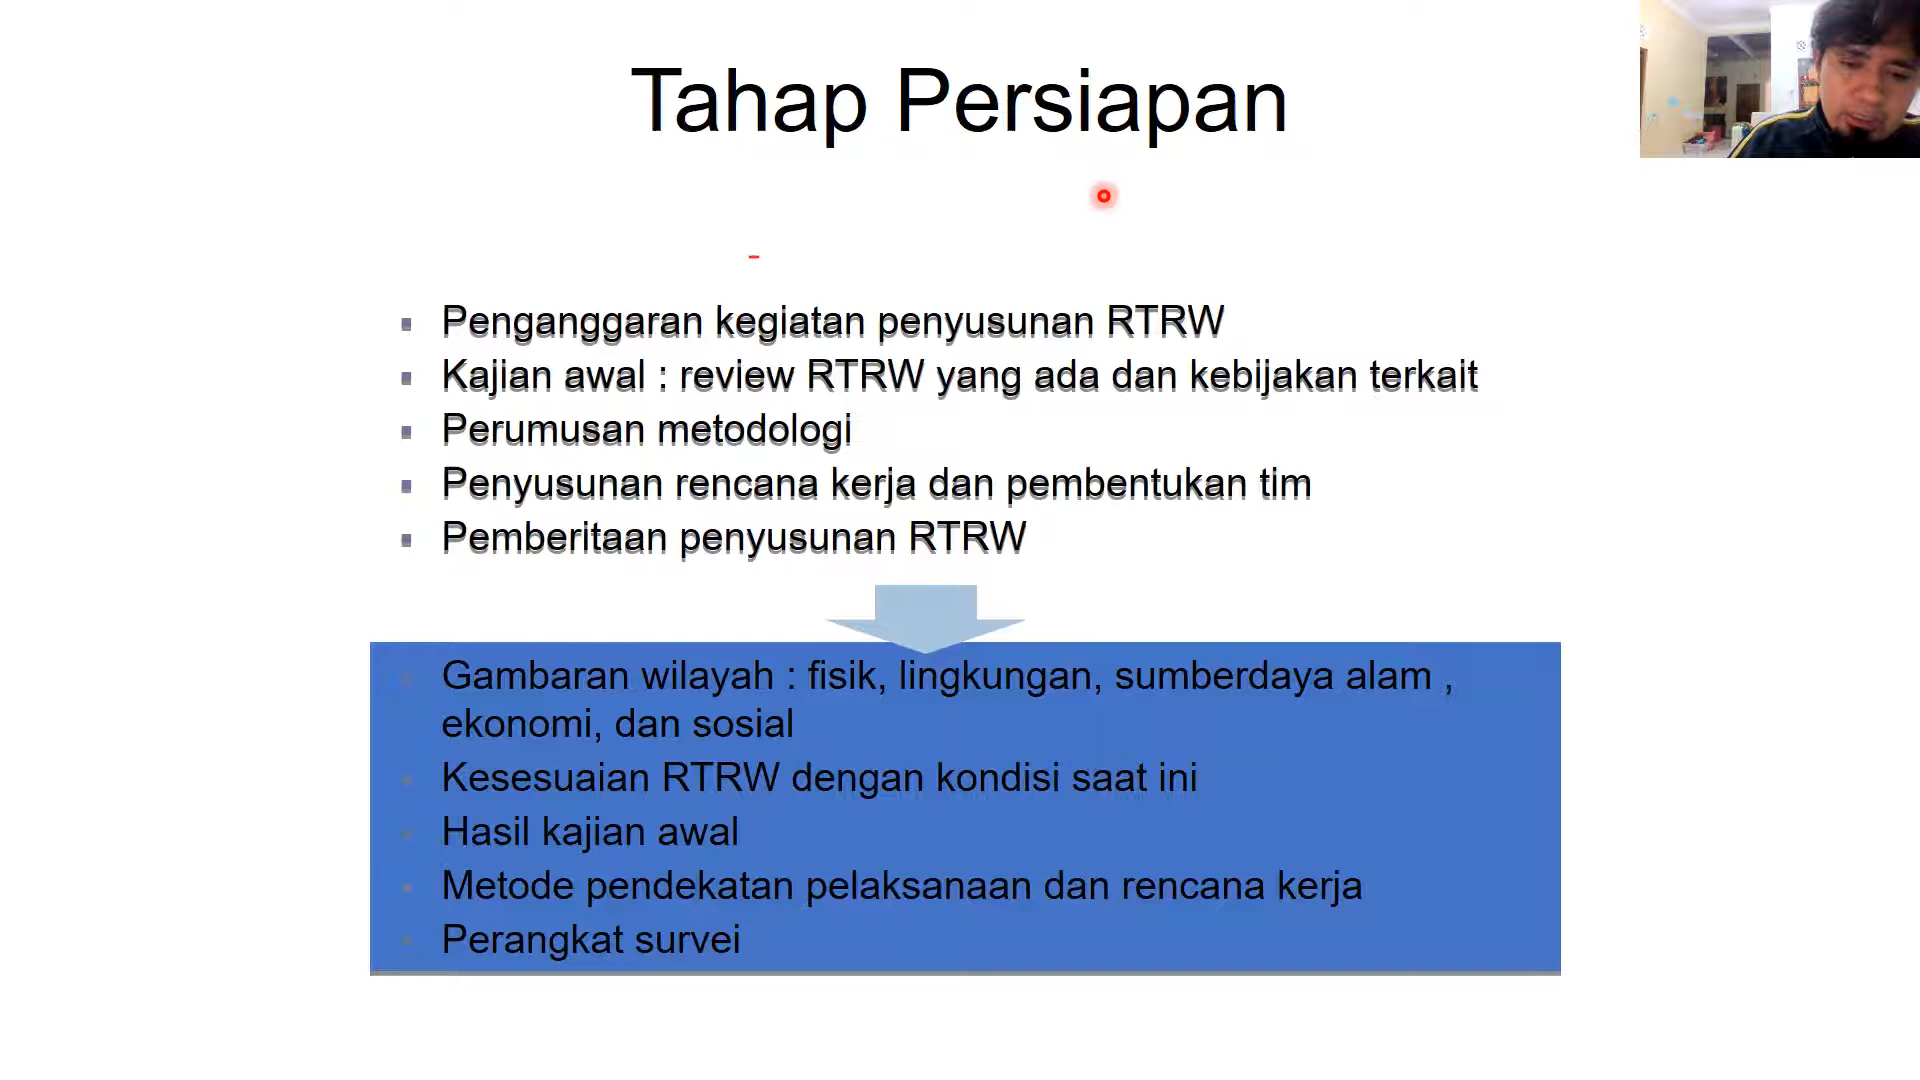 Tahap Persiapan
Penganggaran kegiatan penyusunan RTRW
Kajian awal : review RTRW yang ada dan kebijakan terkait
Perumusan metodologi
Penyusunan rencana kerja dan pembentukan tim
Pemberitaan penyusunan RTRW
Gambaran wilayah : fisik, lingkungan, sumberdaya alam ,
ekonomi, dan sosial
Kesesuaian RTRW dengan kondisi saat ini
Hasil kajian awal
Metode pendekatan pelaksanaan dan rencana kerja
Perangkat survei